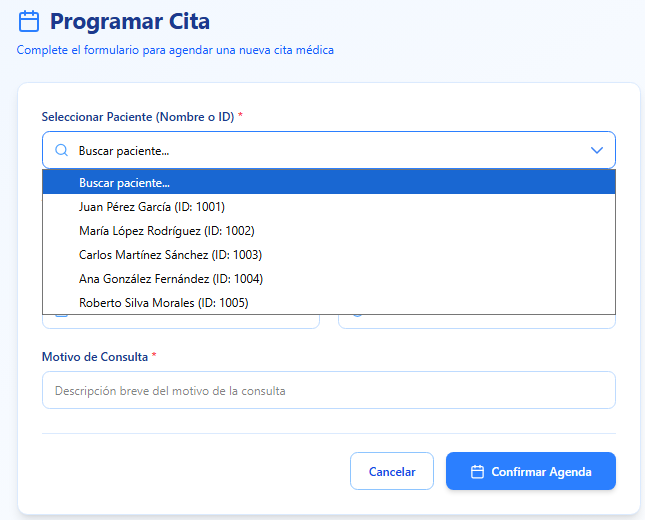 Programar Cita
Complete el formulario para agendar una nueva cita médica
Seleccionar Paciente (Nombre o ID) *
Buscar paciente...
Buscar paciente...
Juan Pérez García (ID: 1001)
María López Rodríguez (ID: 1002)
Carlos Martínez Sánchez (ID: 1003)
Ana González Fernández (ID: 1004)
Roberto Silva Morales (ID: 1005)
Motivo de Consulta *
Descripción breve del motivo de la consulta
Cancelar
Confirmar Agenda